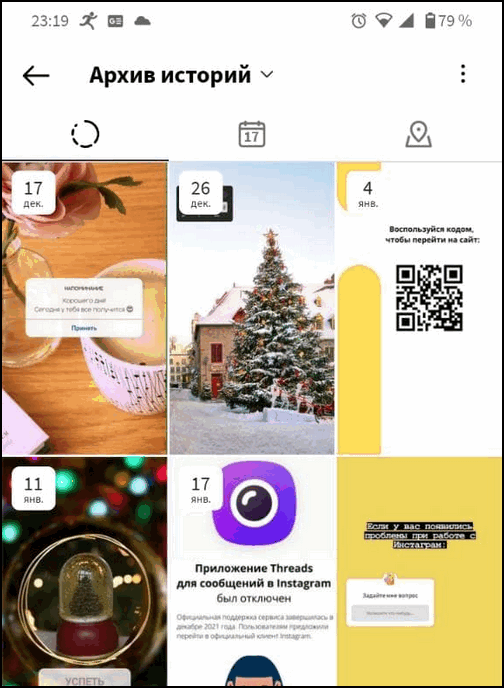 23:19 GE 79 %
Архив историй
17
17
дек.
НАПОМИНАНИЕ
Хорошего дня!
Сегодня у тебя все получится
Принять
26
дек.
4
янв.
Воспользуйся кодом,
чтобы перейти на сайт:
11
янв.
УСПЕТЬ
17
янв.
Приложение Threads
для сообщений в Instagram
был отключен
Официальная поддержка сервиса завершилась в
декабре 2021 года. Пользователям предложили
перейти в официальный клиент Instagram.
Если у вас появились
проблемы при работе с
Инстаграм:
Задайте мне вопрос